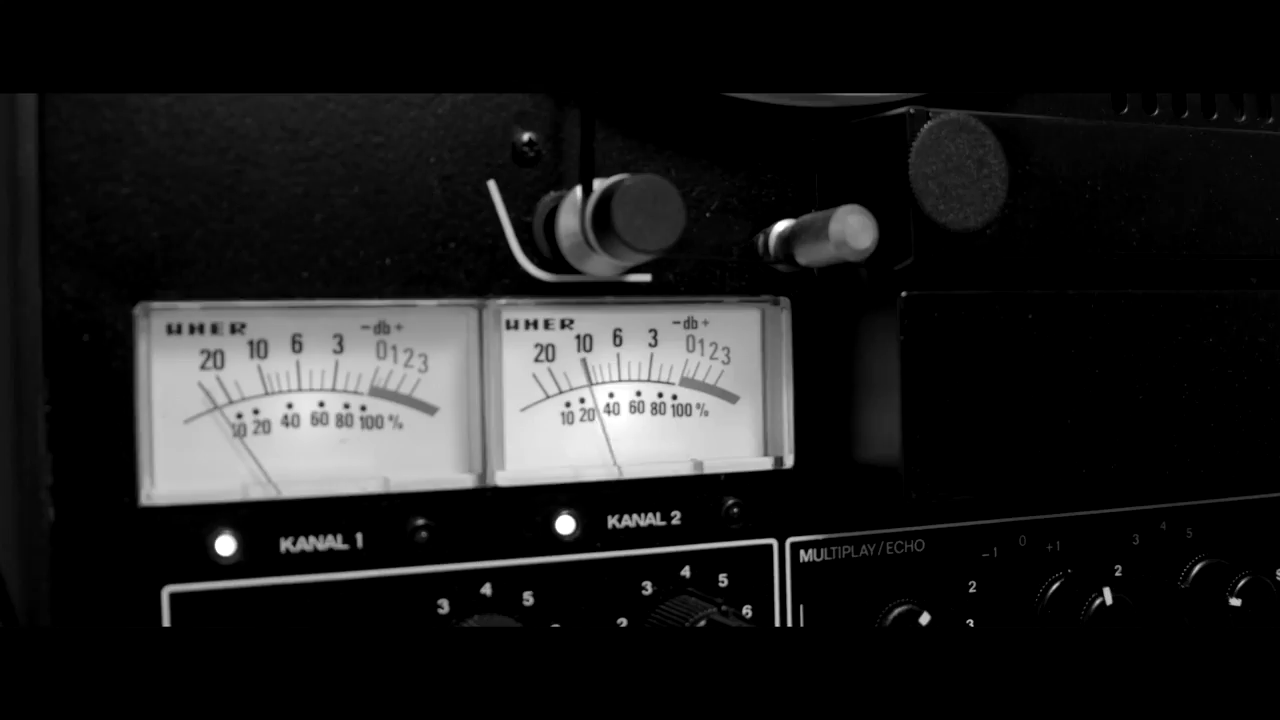 UHER
-db+
20 10 6 3 0 1 2 3
10 20 40 60 80 100 %
UHER
-db+
20 10 6 3 0 1 2 3
10 20 40 60 80 100 %
KANAL 1
KANAL 2
3 4 5
2 3 4 5 6
MULTIPLAY/ECHO
-1 0 +1
2 3
2 3 4 5